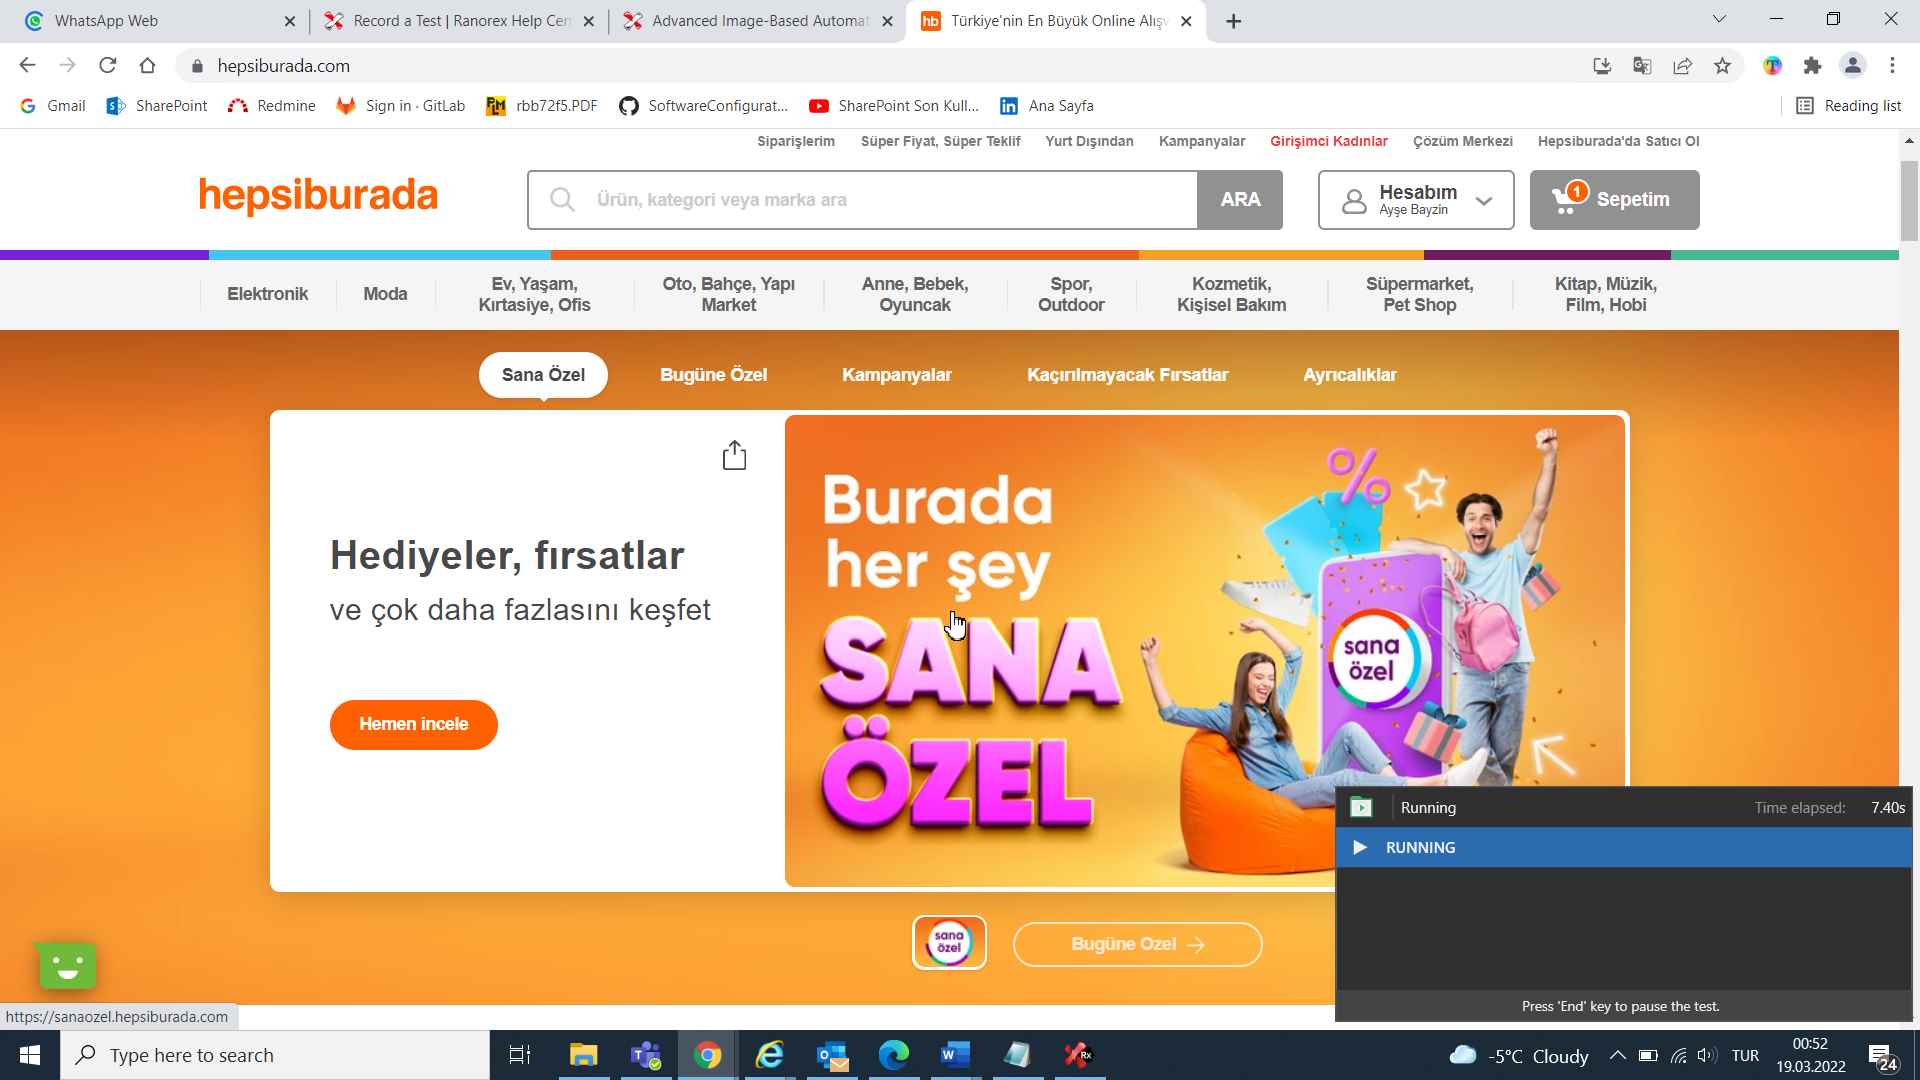 WhatsApp Web
Record a Test | Ranorex Help Cen
Advanced Image-Based Automat
hb
Türkiye'nin En Büyük Online Alışv
hepsiburada.com
Gmail
SharePoint
Redmine
Sign in · GitLab
PLM
rbb72f5.PDF
SoftwareConfigurat...
SharePoint Son Kull...
Ana Sayfa
Reading list
Siparişlerim
Süper Fiyat, Süper Teklif
Yurt Dışından
Kampanyalar
Girişimci Kadınlar
Çözüm Merkezi
Hepsiburada'da Satıcı Ol
hepsiburada
Ürün, kategori veya marka ara
ARA
Hesabım
Ayşe Bayzin
1
Sepetim
Elektronik
Moda
Ev, Yaşam,
Kırtasiye, Ofis
Oto, Bahçe, Yapı
Market
Anne, Bebek,
Oyuncak
Spor,
Outdoor
Kozmetik,
Kişisel Bakım
Süpermarket,
Pet Shop
Kitap, Müzik,
Film, Hobi
Sana Özel
Bugüne Özel
Kampanyalar
Kaçırılmayacak Fırsatlar
Ayrıcalıklar
Hediyeler, fırsatlar
ve çok daha fazlasını keşfet
Hemen incele
Burada
her şey
SANA
ÖZEL
%
sana
özel
Running
Time elapsed:
7.40s
RUNNING
Press 'End' key to pause the test.
sana
özel
Bugüne Özel
https://sanaozel.hepsiburada.com
Type here to search
Rx
-5°C Cloudy
TUR
00:52
19.03.2022
24